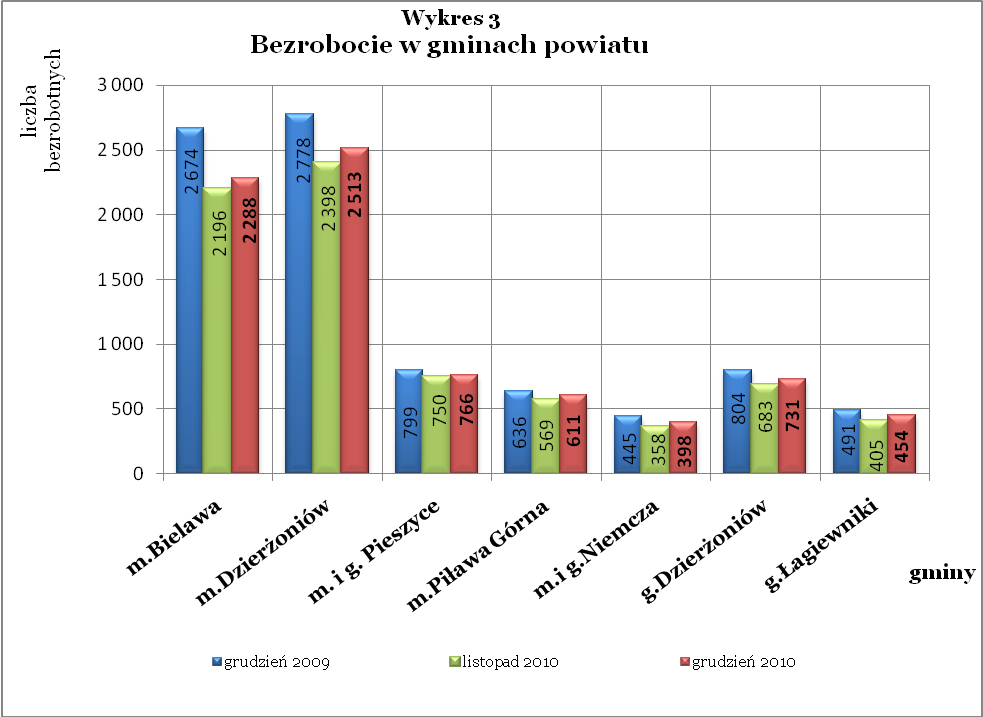 Wykres 3
Bezrobocie w gminach powiatu
liczba
bezrobotnych
3 000
2 500
2 000
1 500
1 000
500
0
2 674
2 196
2 288
2 778
2 398
2 513
799
750
766
636
569
611
445
358
398
804
683
731
491
405
454
m.Bielawa
m.Dzierżoniów
m. i g. Pieszyce
m.Piława Górna
m.i g.Niemcza
g.Dzierżoniów
g.Łagiewniki
gminy
grudzień 2009
listopad 2010
grudzień 2010